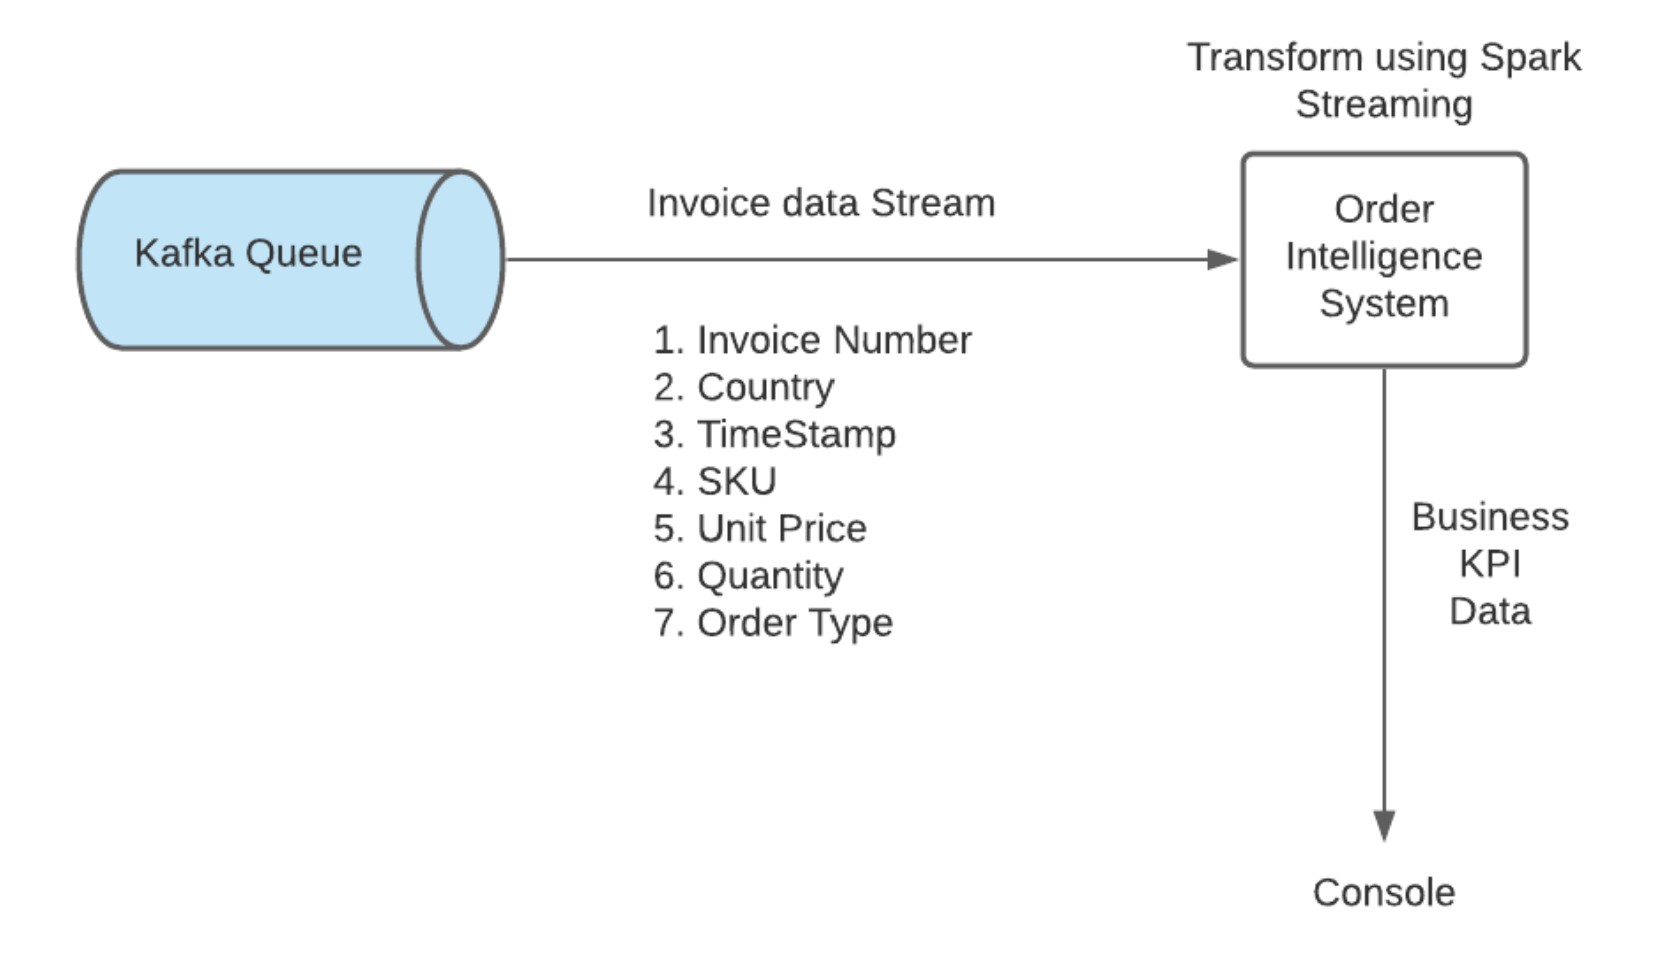 Transform using Spark
Streaming
Kafka Queue
Invoice data Stream
Order
Intelligence
System
1. Invoice Number
2. Country
3. TimeStamp
4. SKU
5. Unit Price
6. Quantity
7. Order Type
Business
KPI
Data
Console